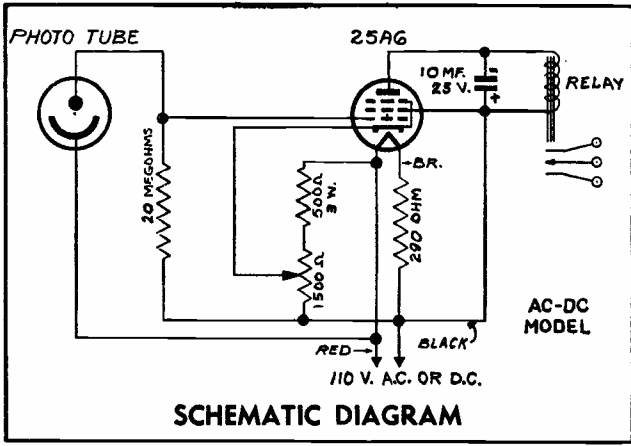 PHOTO TUBE
25A6
10 MF.
25 V.
+
RELAY
20 MEGOHMS
500Ω
3 W.
BR.
290 OHM
1500 Ω
AC-DC
MODEL
RED
BLACK
110 V. A.C. OR D.C.
SCHEMATIC DIAGRAM